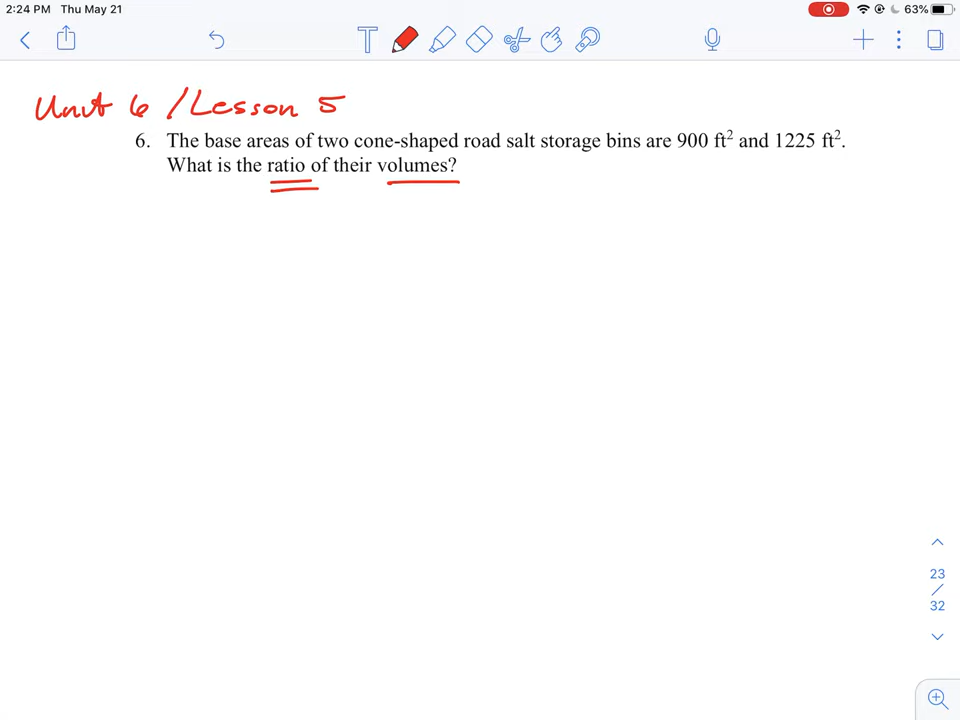 2:24 PM Thu May 21
63%
T
Unit 6 / Lesson 5
6. The base areas of two cone-shaped road salt storage bins are 900 ft² and 1225 ft².
What is the ratio of their volumes?
23
/
32